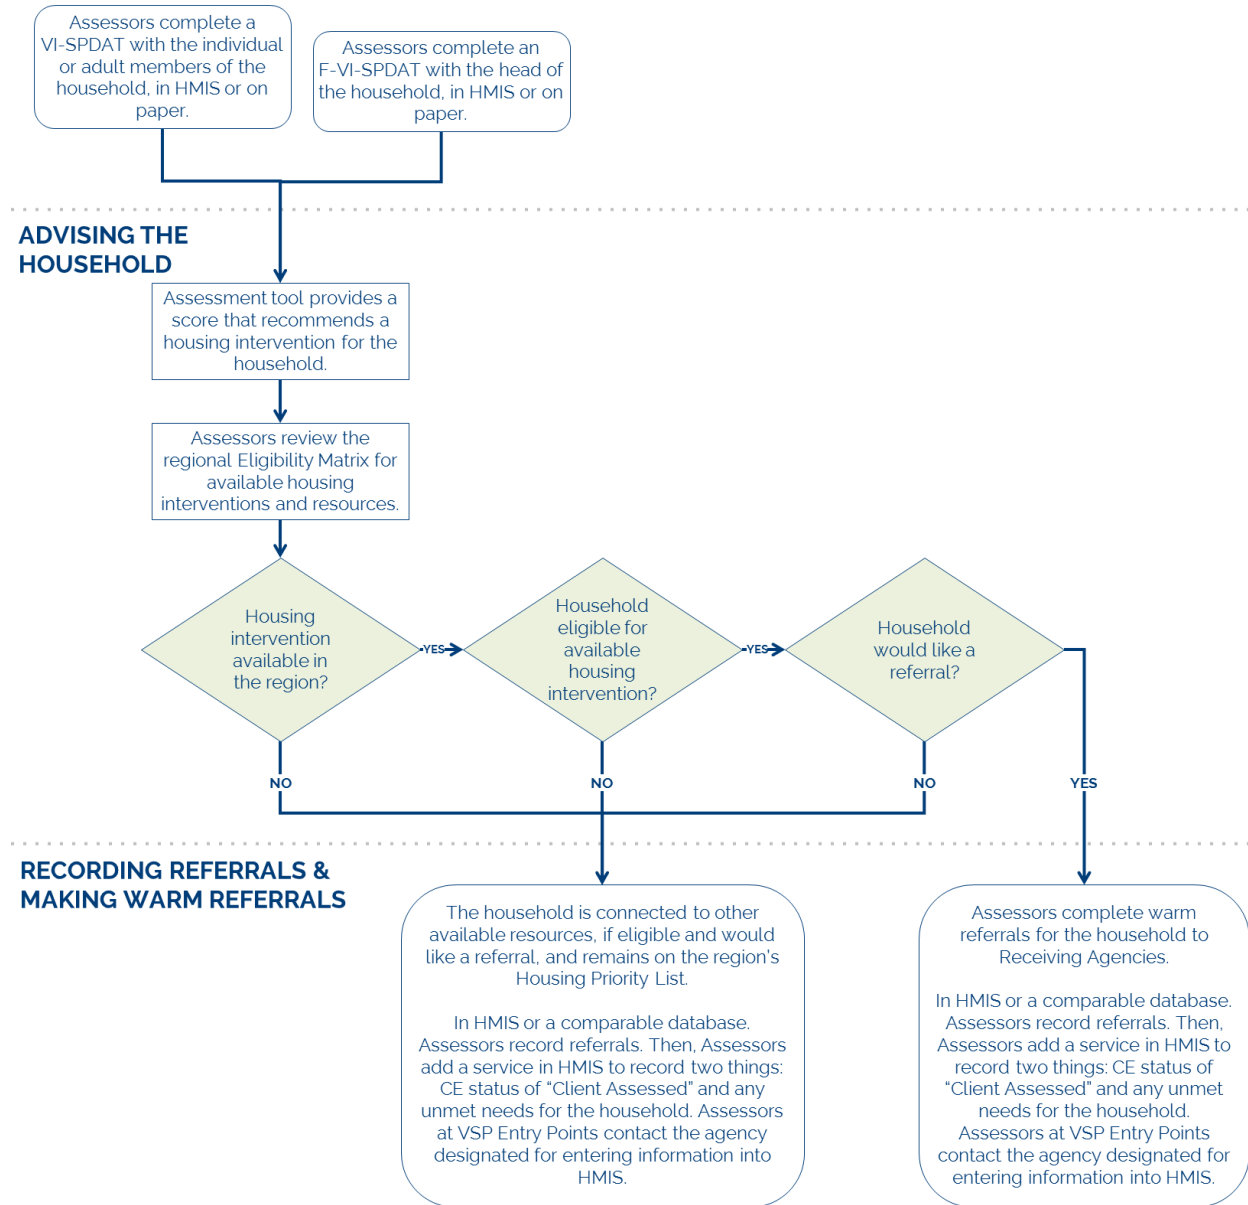 Assessors complete a
VI-SPDAT with the individual
or adult members of the
household, in HMIS or on
paper.
Assessors complete an
F-VI-SPDAT with the head of
the household, in HMIS or on
paper.
ADVISING THE
HOUSEHOLD
Assessment tool provides a
score that recommends a
housing intervention for the
household.
Assessors review the
regional Eligibility Matrix for
available housing
interventions and resources.
Housing
intervention
available in
the region?
YES
Household
eligible for
available
housing
intervention?
YES
Household
would like a
referral?
NO
NO
NO
YES
RECORDING REFERRALS &
MAKING WARM REFERRALS
The household is connected to other
available resources, if eligible and would
like a referral, and remains on the region's
Housing Priority List.
In HMIS or a comparable database.
Assessors record referrals. Then, Assessors
add a service in HMIS to record two things:
CE status of “Client Assessed” and any
unmet needs for the household. Assessors
at VSP Entry Points contact the agency
designated for entering information into
HMIS.
Assessors complete warm
referrals for the household to
Receiving Agencies.
In HMIS or a comparable database.
Assessors record referrals. Then,
Assessors add a service in HMIS to
record two things: CE status of
“Client Assessed” and any unmet
needs for the household.
Assessors at VSP Entry Points
contact the agency designated for
entering information into HMIS.